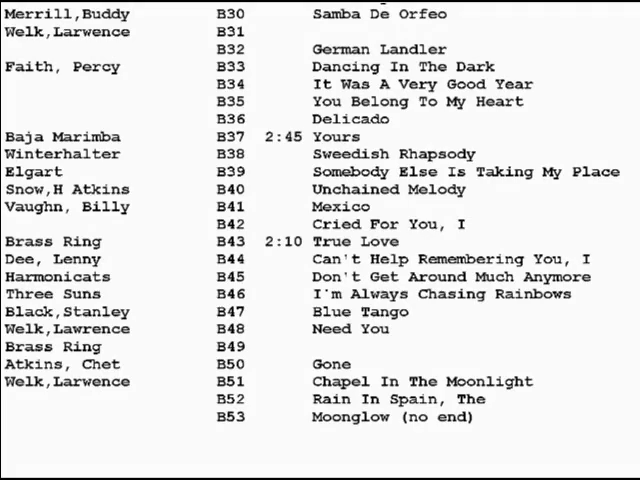 Merrill,Buddy B30 Samba De Orfeo
Welk,Larwence B31
B32 German Landler
Faith, Percy B33 Dancing In The Dark
B34 It Was A Very Good Year
B35 You Belong To My Heart
B36 Delicado
Baja Marimba B37 2:45 Yours
Winterhalter B38 Sweedish Rhapsody
Elgart B39 Somebody Else Is Taking My Place
Snow,H Atkins B40 Unchained Melody
Vaughn, Billy B41 Mexico
B42 Cried For You, I
Brass Ring B43 2:10 True Love
Dee, Lenny B44 Can't Help Remembering You, I
Harmonicats B45 Don't Get Around Much Anymore
Three Suns B46 I'm Always Chasing Rainbows
Black,Stanley B47 Blue Tango
Welk,Lawrence B48 Need You
Brass Ring B49
Atkins, Chet B50 Gone
Welk,Larwence B51 Chapel In The Moonlight
B52 Rain In Spain, The
B53 Moonglow (no end)